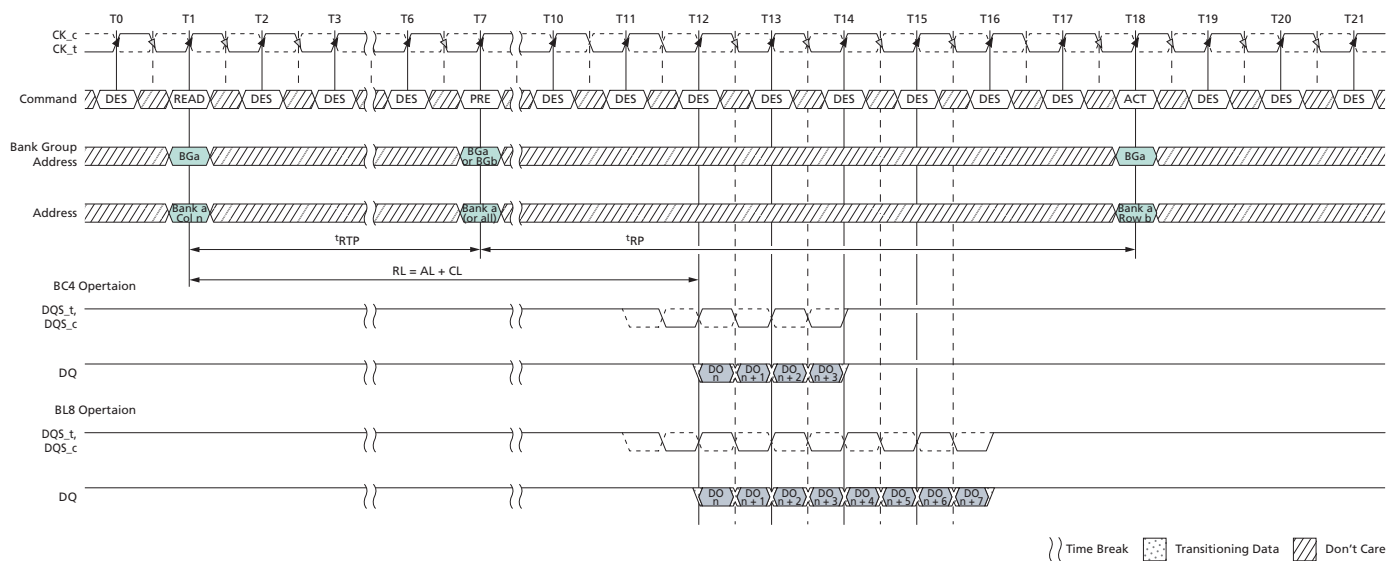 T0 T1 T2 T3 T6 T7 T10 T11 T12 T13 T14 T15 T16 T17 T18 T19 T20 T21
CK_c
CK_t
Command DES READ DES DES DES PRE DES DES DES DES DES DES DES DES ACT DES DES DES
Bank Group
Address
BGa
BGa
or BGb
BGa
Address
Bank a
Col n
Bank a
(or all)
Bank a
Row b
tRTP tRP
RL = AL + CL
BC4 Opertaion
DQS_t,
DQS_c
DQ
DO
n
DO
n + 1
DO
n + 2
DO
n + 3
BL8 Opertaion
DQS_t,
DQS_c
DQ
DO
n
DO
n + 1
DO
n + 2
DO
n + 3
DO
n + 4
DO
n + 5
DO
n + 6
DO
n + 7
Time Break Transitioning Data Don't Care